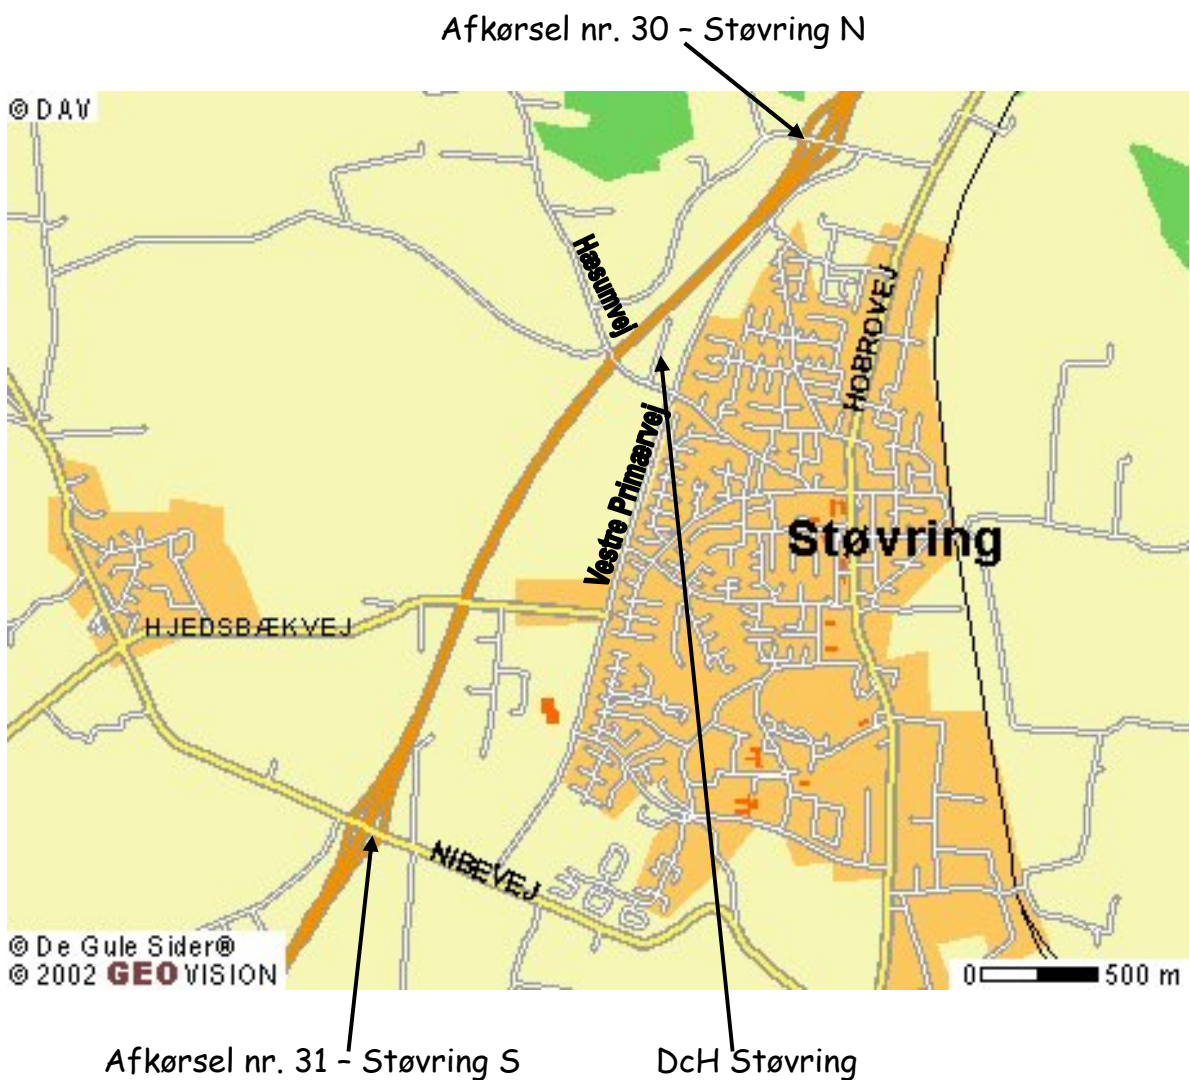 Afkørsel nr. 30 – Støvring N
© DAV
Hæsumvej
HOBROVEJ
Vestre Primærvej
Støvring
HJEDSBÆKVEJ
NIBEVEJ
© De Gule Sider®
© 2002 GEOVISION
0 500 m
Afkørsel nr. 31 – Støvring S
DcH Støvring